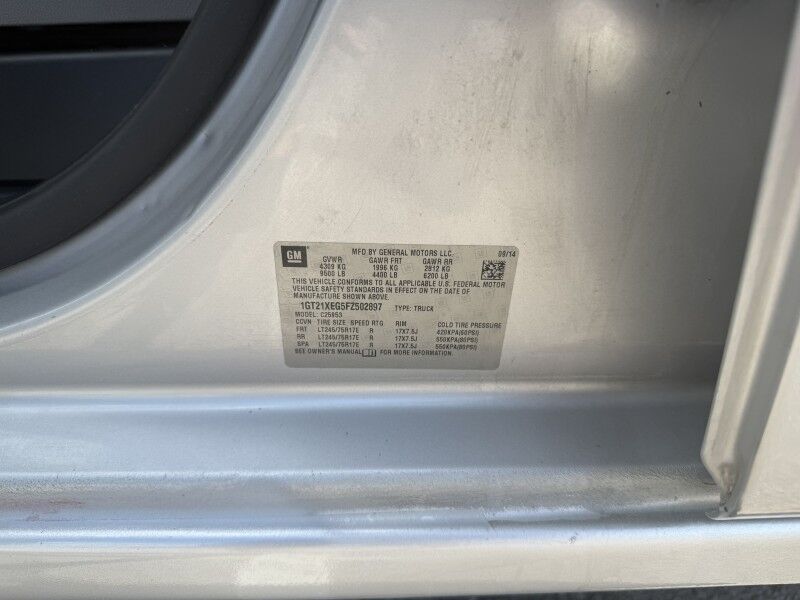 GM
MFD BY GENERAL MOTORS LLC 08/14
GVWR GAWR FRT GAWR RR
4309 KG 1996 KG 2812 KG
9500 LB 4400 LB 6200 LB
THIS VEHICLE CONFORMS TO ALL APPLICABLE U.S. FEDERAL MOTOR
VEHICLE SAFETY STANDARDS IN EFFECT ON THE DATE OF
MANUFACTURE SHOWN ABOVE.
1GT21XEG5FZ502897 TYPE: TRUCK
MODEL: C25953
COVN TIRE SIZE SPEED RTG RIM COLD TIRE PRESSURE
FRT LT245/75R17E R 17X7.5J 420KPA(60PSI)
RR LT245/75R17E R 17X7.5J 550KPA(80PSI)
SPA LT245/75R17E R 17X7.5J 550KPA(80PSI)
SEE OWNER'S MANUAL FOR MORE INFORMATION.